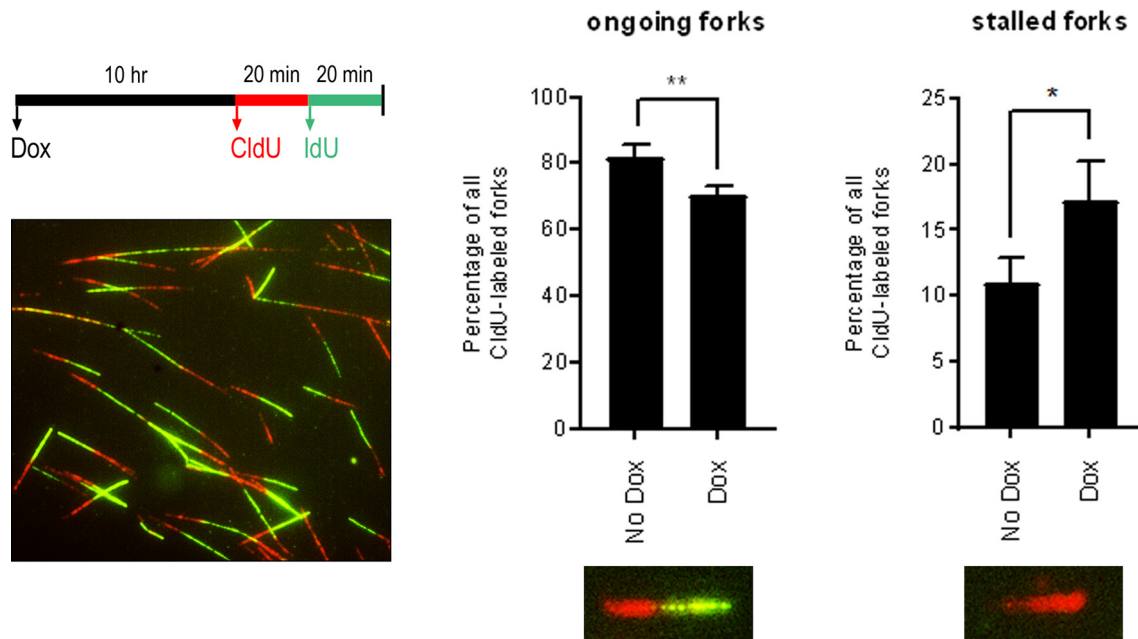 10 hr
20 min
20 min
Dox
CldU
IdU
ongoing forks
**
Percentage of all
CldU-labeled forks
100
80
60
40
20
0
No Dox
Dox
stalled forks
*
Percentage of all
CldU-labeled forks
25
20
15
10
5
0
No Dox
Dox